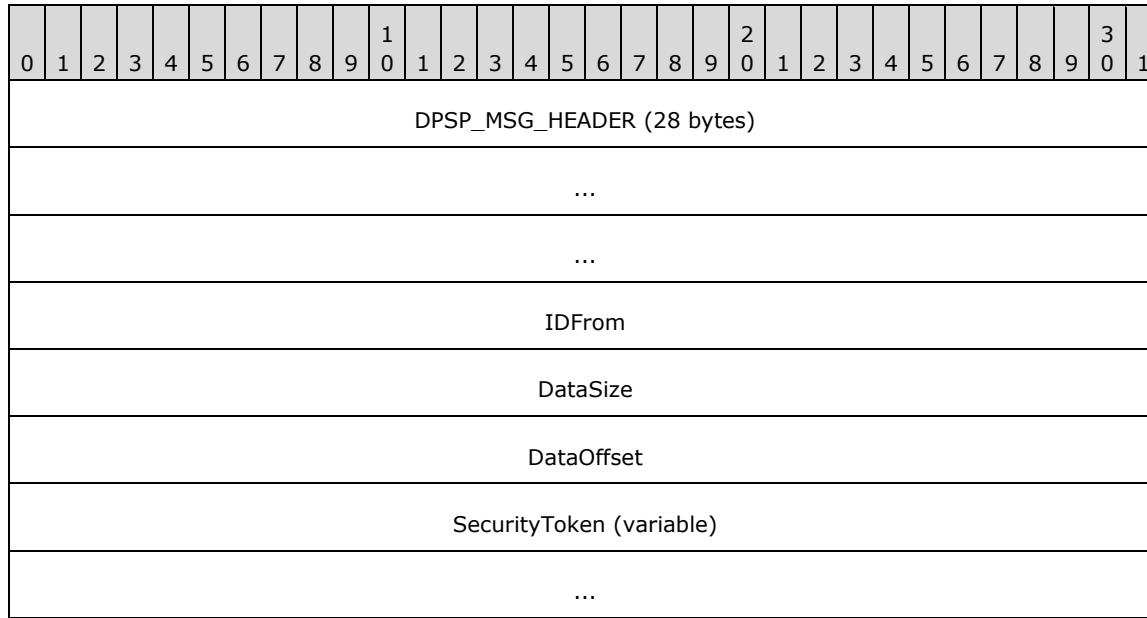 1 2 3
0 1 2 3 4 5 6 7 8 9 0 1 2 3 4 5 6 7 8 9 0 1 2 3 4 5 6 7 8 9 0 1
DPSP_MSG_HEADER (28 bytes)
...
...
IDFrom
DataSize
DataOffset
SecurityToken (variable)
...